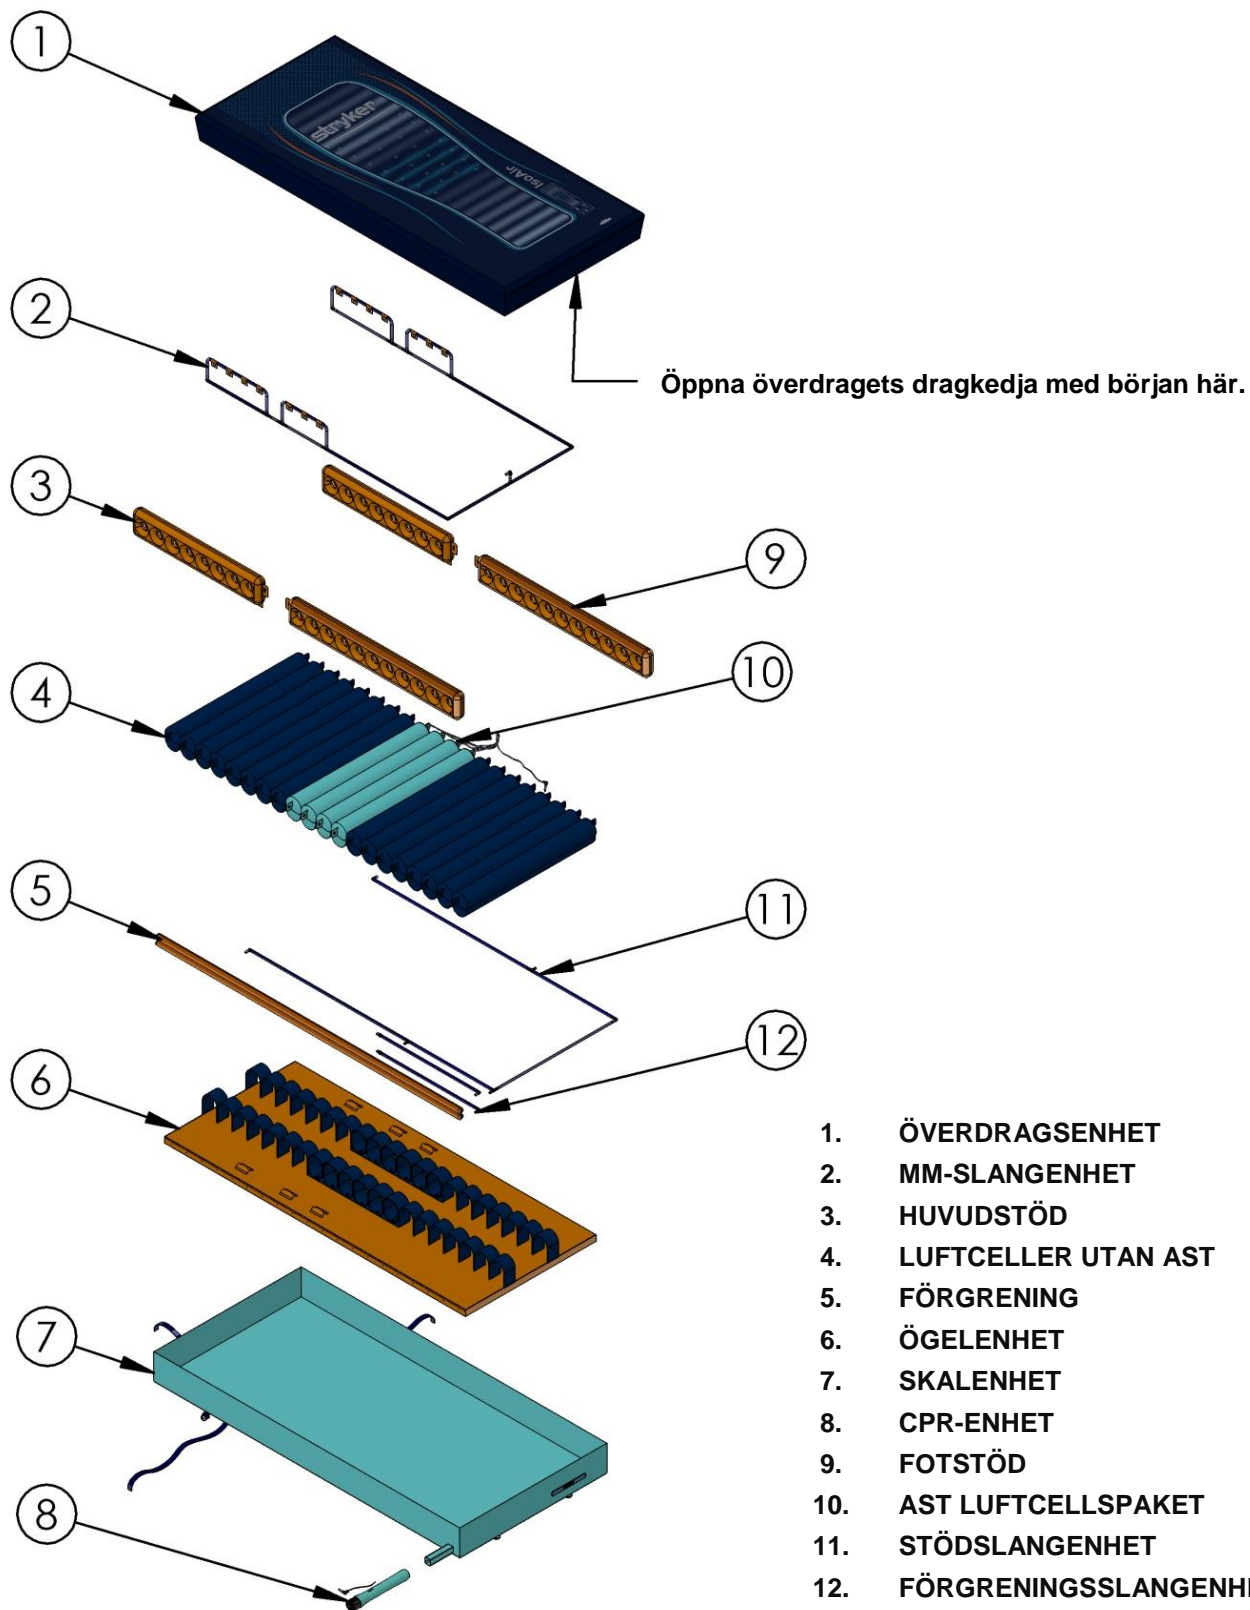 1
stryker
IsoAir
2
Öppna överdragets dragkedja med början här.
3
9
10
4
5
11
12
6
7
8
1. ÖVERDRAGSENHET
2. MM-SLANGENHET
3. HUVUDSTÖD
4. LUFTCELLER UTAN AST
5. FÖRGRENING
6. ÖGELENHET
7. SKALENHET
8. CPR-ENHET
9. FOTSTÖD
10. AST LUFTCELLSPAKET
11. STÖDSLANGENHET
12.